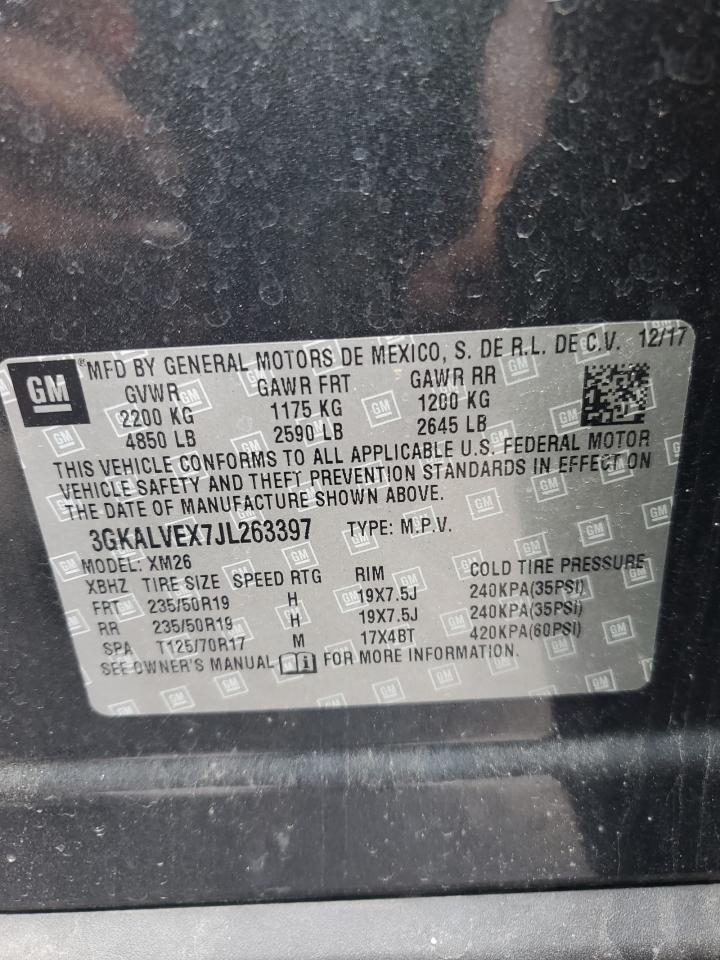 GM
®MFD BY GENERAL MOTORS DE MEXICO, S. DE R.L. DE C.V. 12/17
GVWR GAWR FRT GAWR RR
2200 KG 1175 KG 1200 KG
4850 LB 2590 LB 2645 LB
THIS VEHICLE CONFORMS TO ALL APPLICABLE U.S. FEDERAL MOTOR
VEHICLE SAFETY AND THEFT PREVENTION STANDARDS IN EFFECT ON
THE DATE OF MANUFACTURE SHOWN ABOVE.
3GKALVEX7JL263397 TYPE: M.P.V.
MODEL: XM26
XBHZ TIRE SIZE SPEED RTG RIM COLD TIRE PRESSURE
FRT 235/50R19 H 19X7.5J 240KPA(35PSI)
RR 235/50R19 H 19X7.5J 240KPA(35PSI)
SPA T125/70R17 M 17X4BT 420KPA(60PSI)
SEE OWNER'S MANUAL FOR MORE INFORMATION.